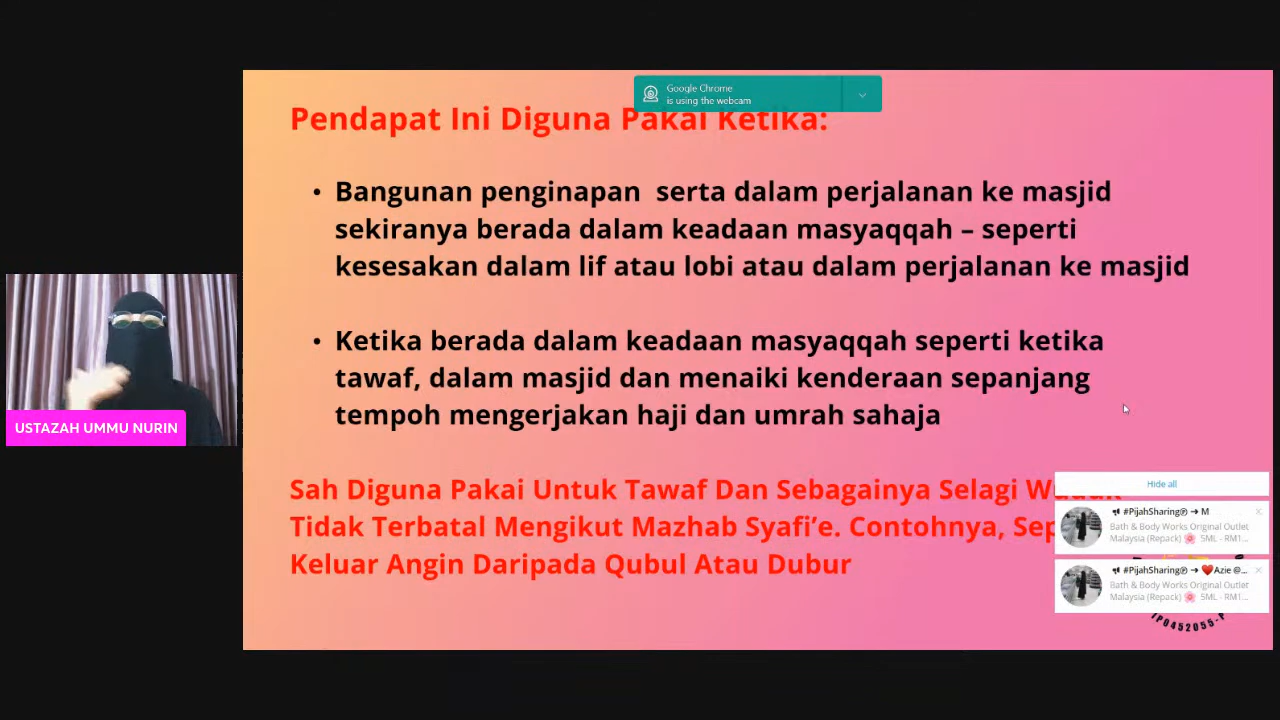 Google Chrome
is using the webcam
Pendapat Ini Diguna Pakai Ketika:
• Bangunan penginapan serta dalam perjalanan ke masjid
sekiranya berada dalam keadaan masyaqqah – seperti
kesesakan dalam lif atau lobi atau dalam perjalanan ke masjid
• Ketika berada dalam keadaan masyaqqah seperti ketika
tawaf, dalam masjid dan menaiki kenderaan sepanjang
tempoh mengerjakan haji dan umrah sahaja
USTAZAH UMMU NURIN
Sah Diguna Pakai Untuk Tawaf Dan Sebagainya Selagi
Tidak Terbatal Mengikut Mazhab Syafi’e. Contohnya,
Keluar Angin Daripada Qubul Atau Dubur
Hide all
#PijahSharing℗ ➜ M
Bath & Body Works Original Outlet
Malaysia (Repack) 🌸 5ML - RM1...
#PijahSharing℗ ➜ ❤️Azie @...
Bath & Body Works Original Outlet
Malaysia (Repack) 🌸 5ML - RM1...